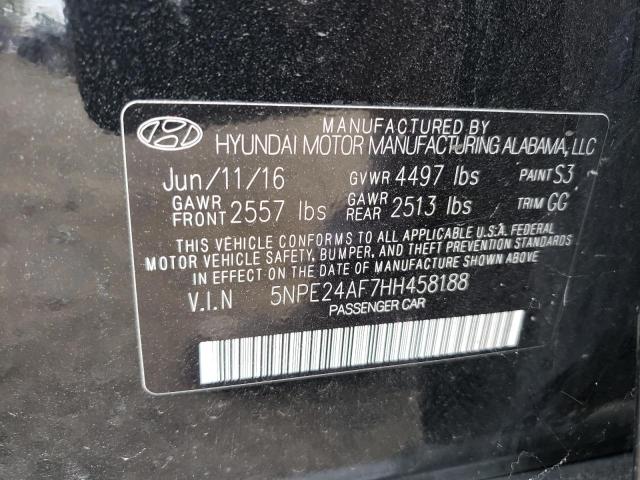 MANUFACTURED BY
HYUNDAI MOTOR MANUFACTURING ALABAMA, LLC
Jun/11/16 GVWR 4497 lbs PAINT S3
GAWR FRONT 2557 lbs GAWR REAR 2513 lbs TRIM GG
THIS VEHICLE CONFORMS TO ALL APPLICABLE U.S.A. FEDERAL
MOTOR VEHICLE SAFETY, BUMPER, AND THEFT PREVENTION STANDARDS
IN EFFECT ON THE DATE OF MANUFACTURE SHOWN ABOVE.
V.I.N 5NPE24AF7HH458188
PASSENGER CAR